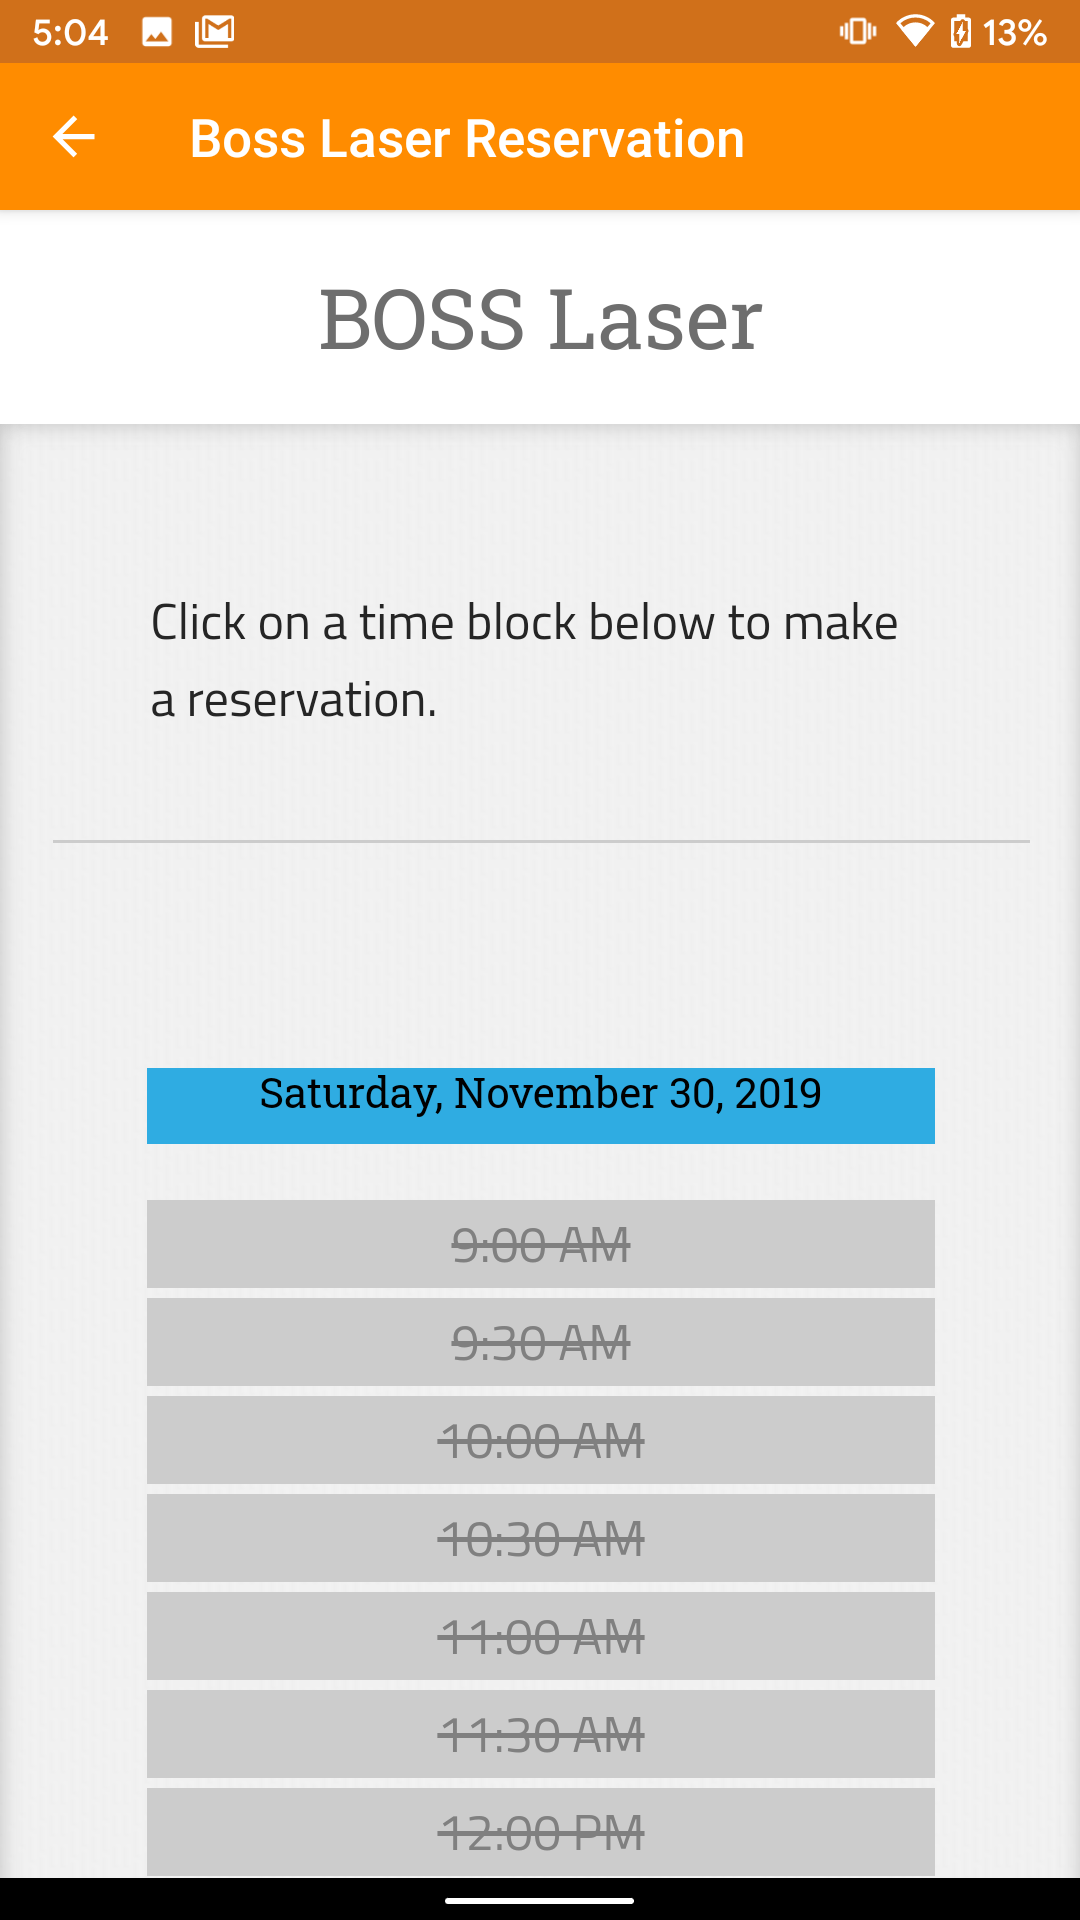 5:04
13%
Boss Laser Reservation
BOSS Laser
Click on a time block below to make
a reservation.
Saturday, November 30, 2019
9:00 AM
9:30 AM
10:00 AM
10:30 AM
11:00 AM
11:30 AM
12:00 PM